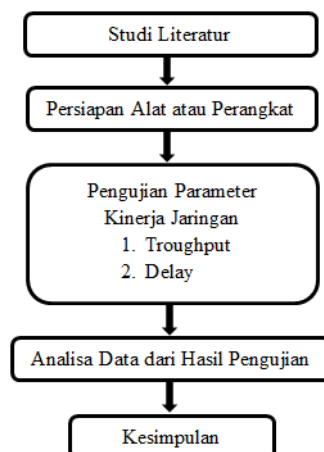 Studi Literatur
Persiapan Alat atau Perangkat
Pengujian Parameter
Kinerja Jaringan
1. Troughput
2. Delay
Analisa Data dari Hasil Pengujian
Kesimpulan